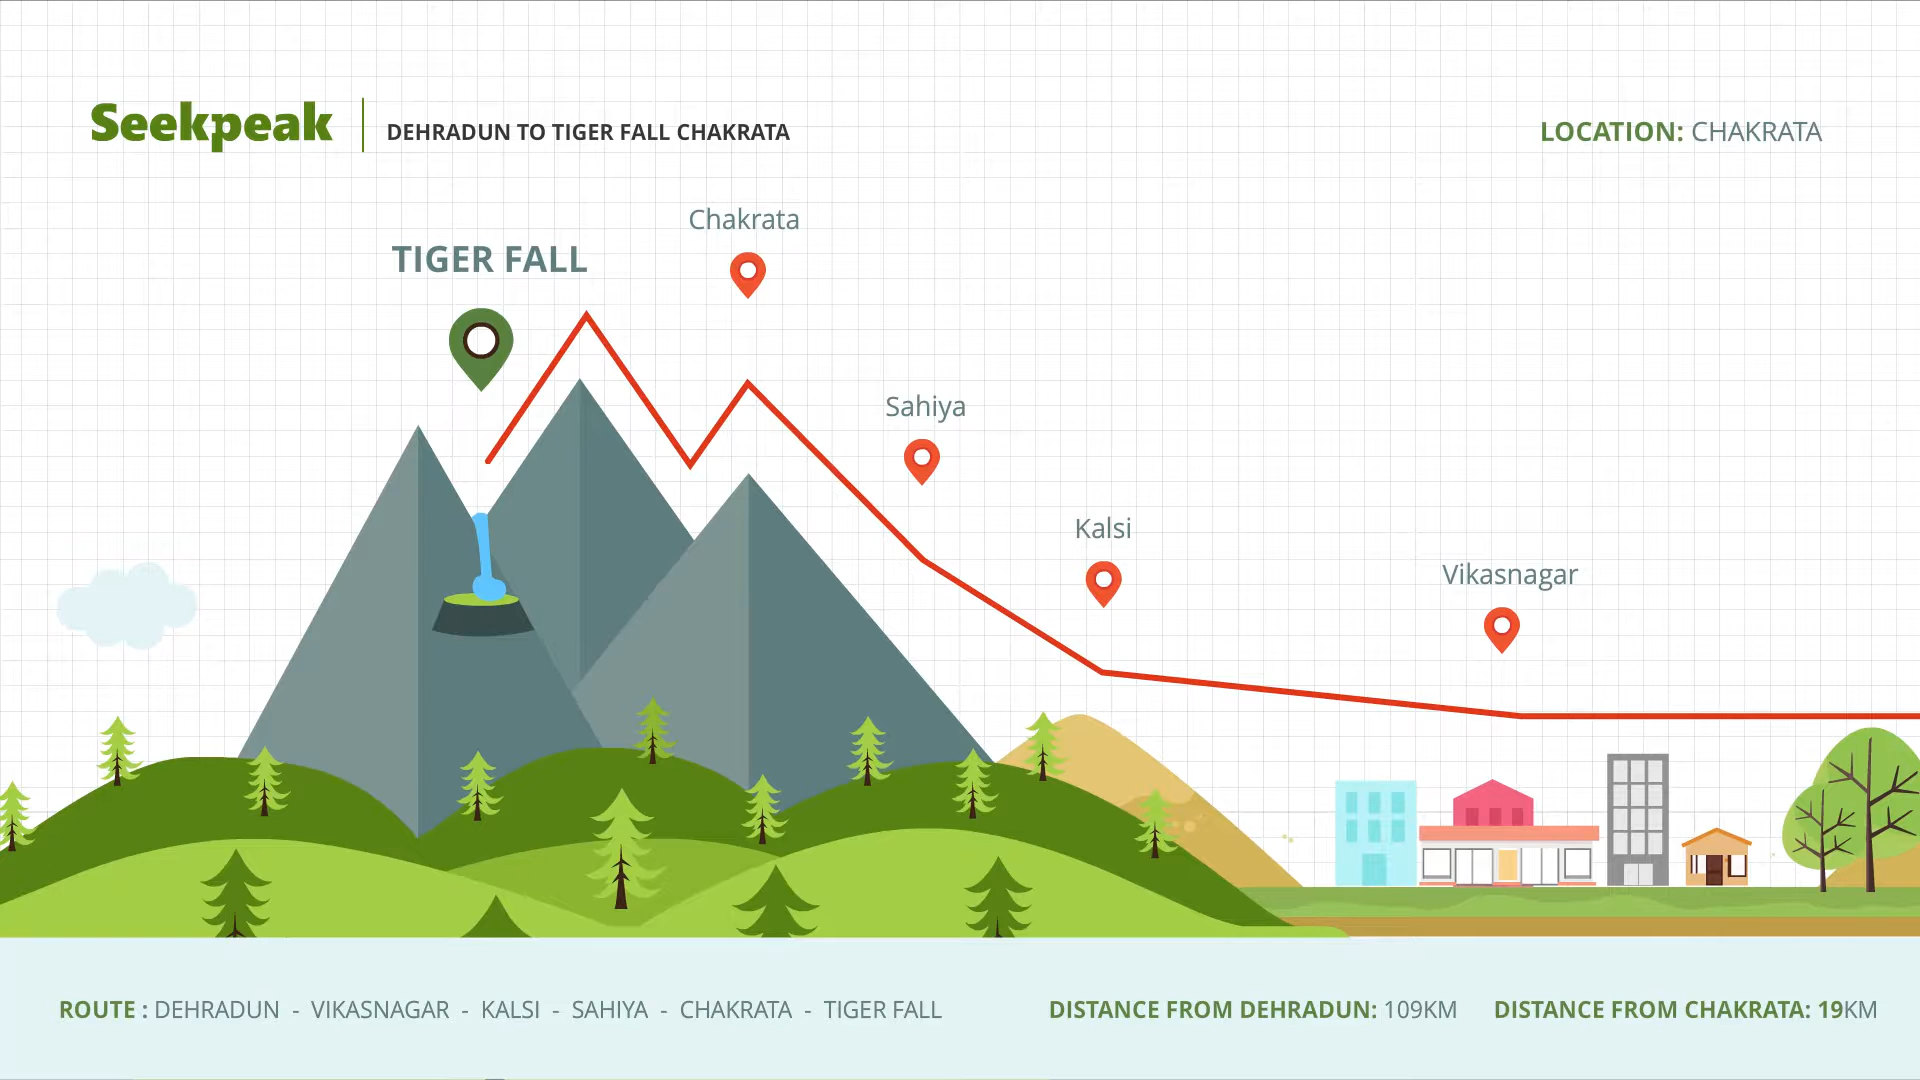 Seekpeak
DEHRADUN TO TIGER FALL CHAKRATA
LOCATION: CHAKRATA
Chakrata
TIGER FALL
Sahiya
Kalsi
Vikasnagar
ROUTE : DEHRADUN - VIKASNAGAR - KALSI - SAHIYA - CHAKRATA - TIGER FALL
DISTANCE FROM DEHRADUN: 109KM
DISTANCE FROM CHAKRATA: 19KM